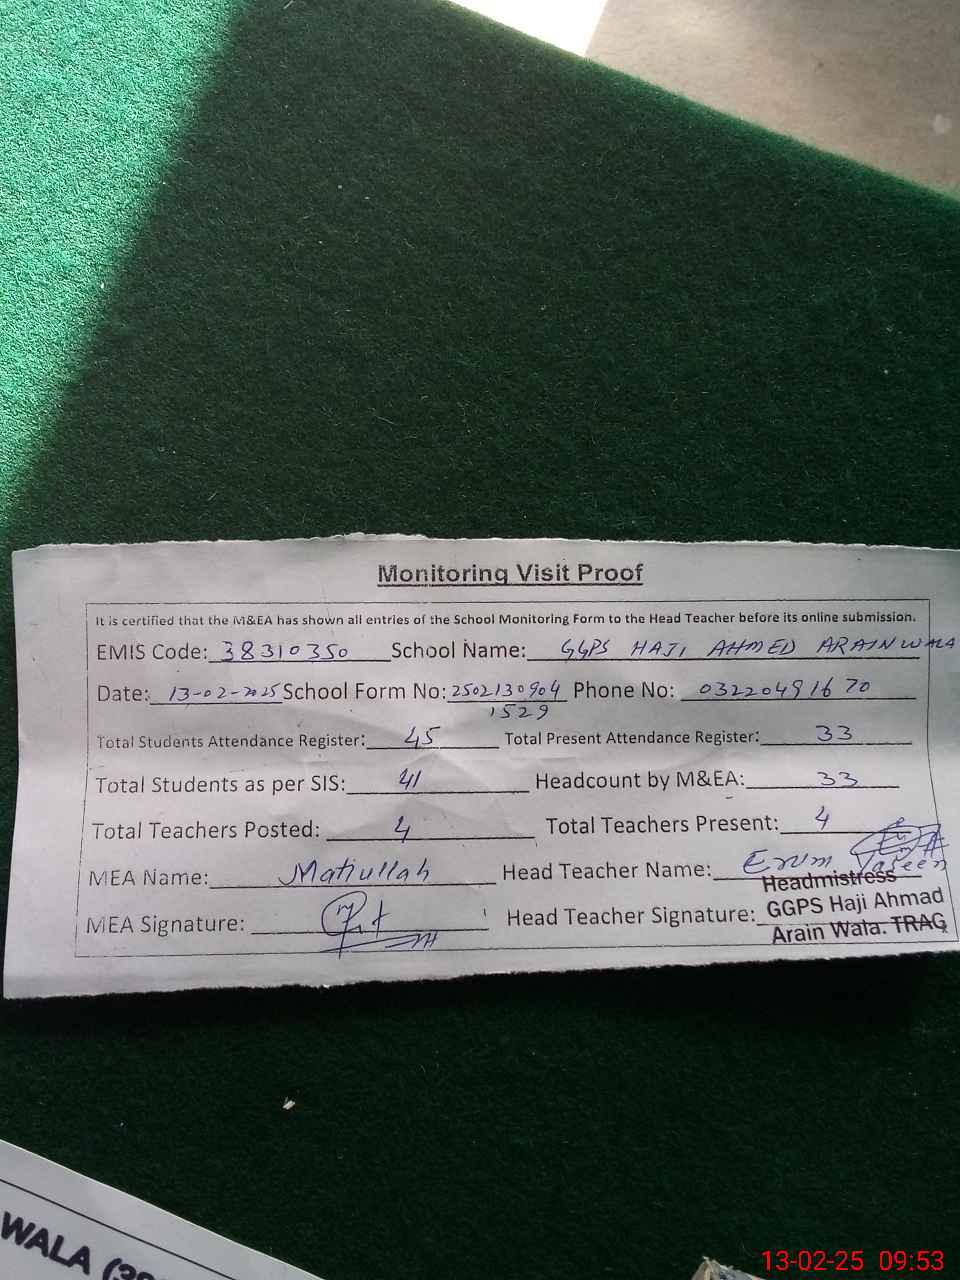 Monitoring Visit Proof
It is certified that the M&EA has shown all entries of the School Monitoring Form to the Head Teacher before its online submission.
EMIS Code: 38310350 School Name: GGPS HAJI AHMED ARAIN WALA
Date: 13-02-2025 School Form No: 2502130904 Phone No: 03220491670
1529
Total Students Attendance Register: 45 Total Present Attendance Register: 33
Total Students as per SIS: 41 Headcount by M&EA: 33
Total Teachers Posted: 4 Total Teachers Present: 4
MEA Name: Matiullah Head Teacher Name: Erum Yaseen
Headmistress
MEA Signature: Head Teacher Signature: GGPS Haji Ahmad
Arain Wala. TRAG
WALA (38
13-02-25 09:53